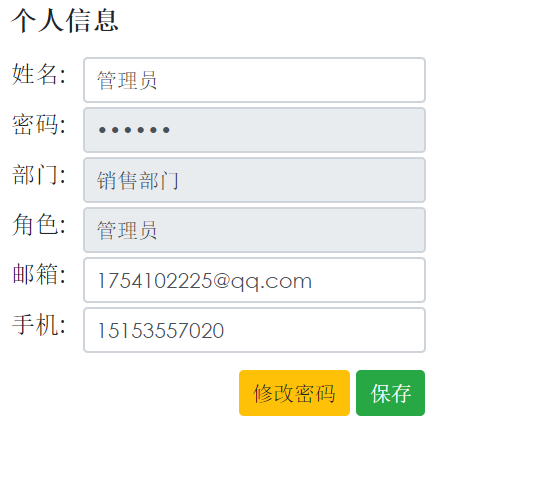 个人信息
姓名: 管理员
密码: ••••••
部门: 销售部门
角色: 管理员
邮箱: 1754102225@qq.com
手机: 15153557020
修改密码 保存